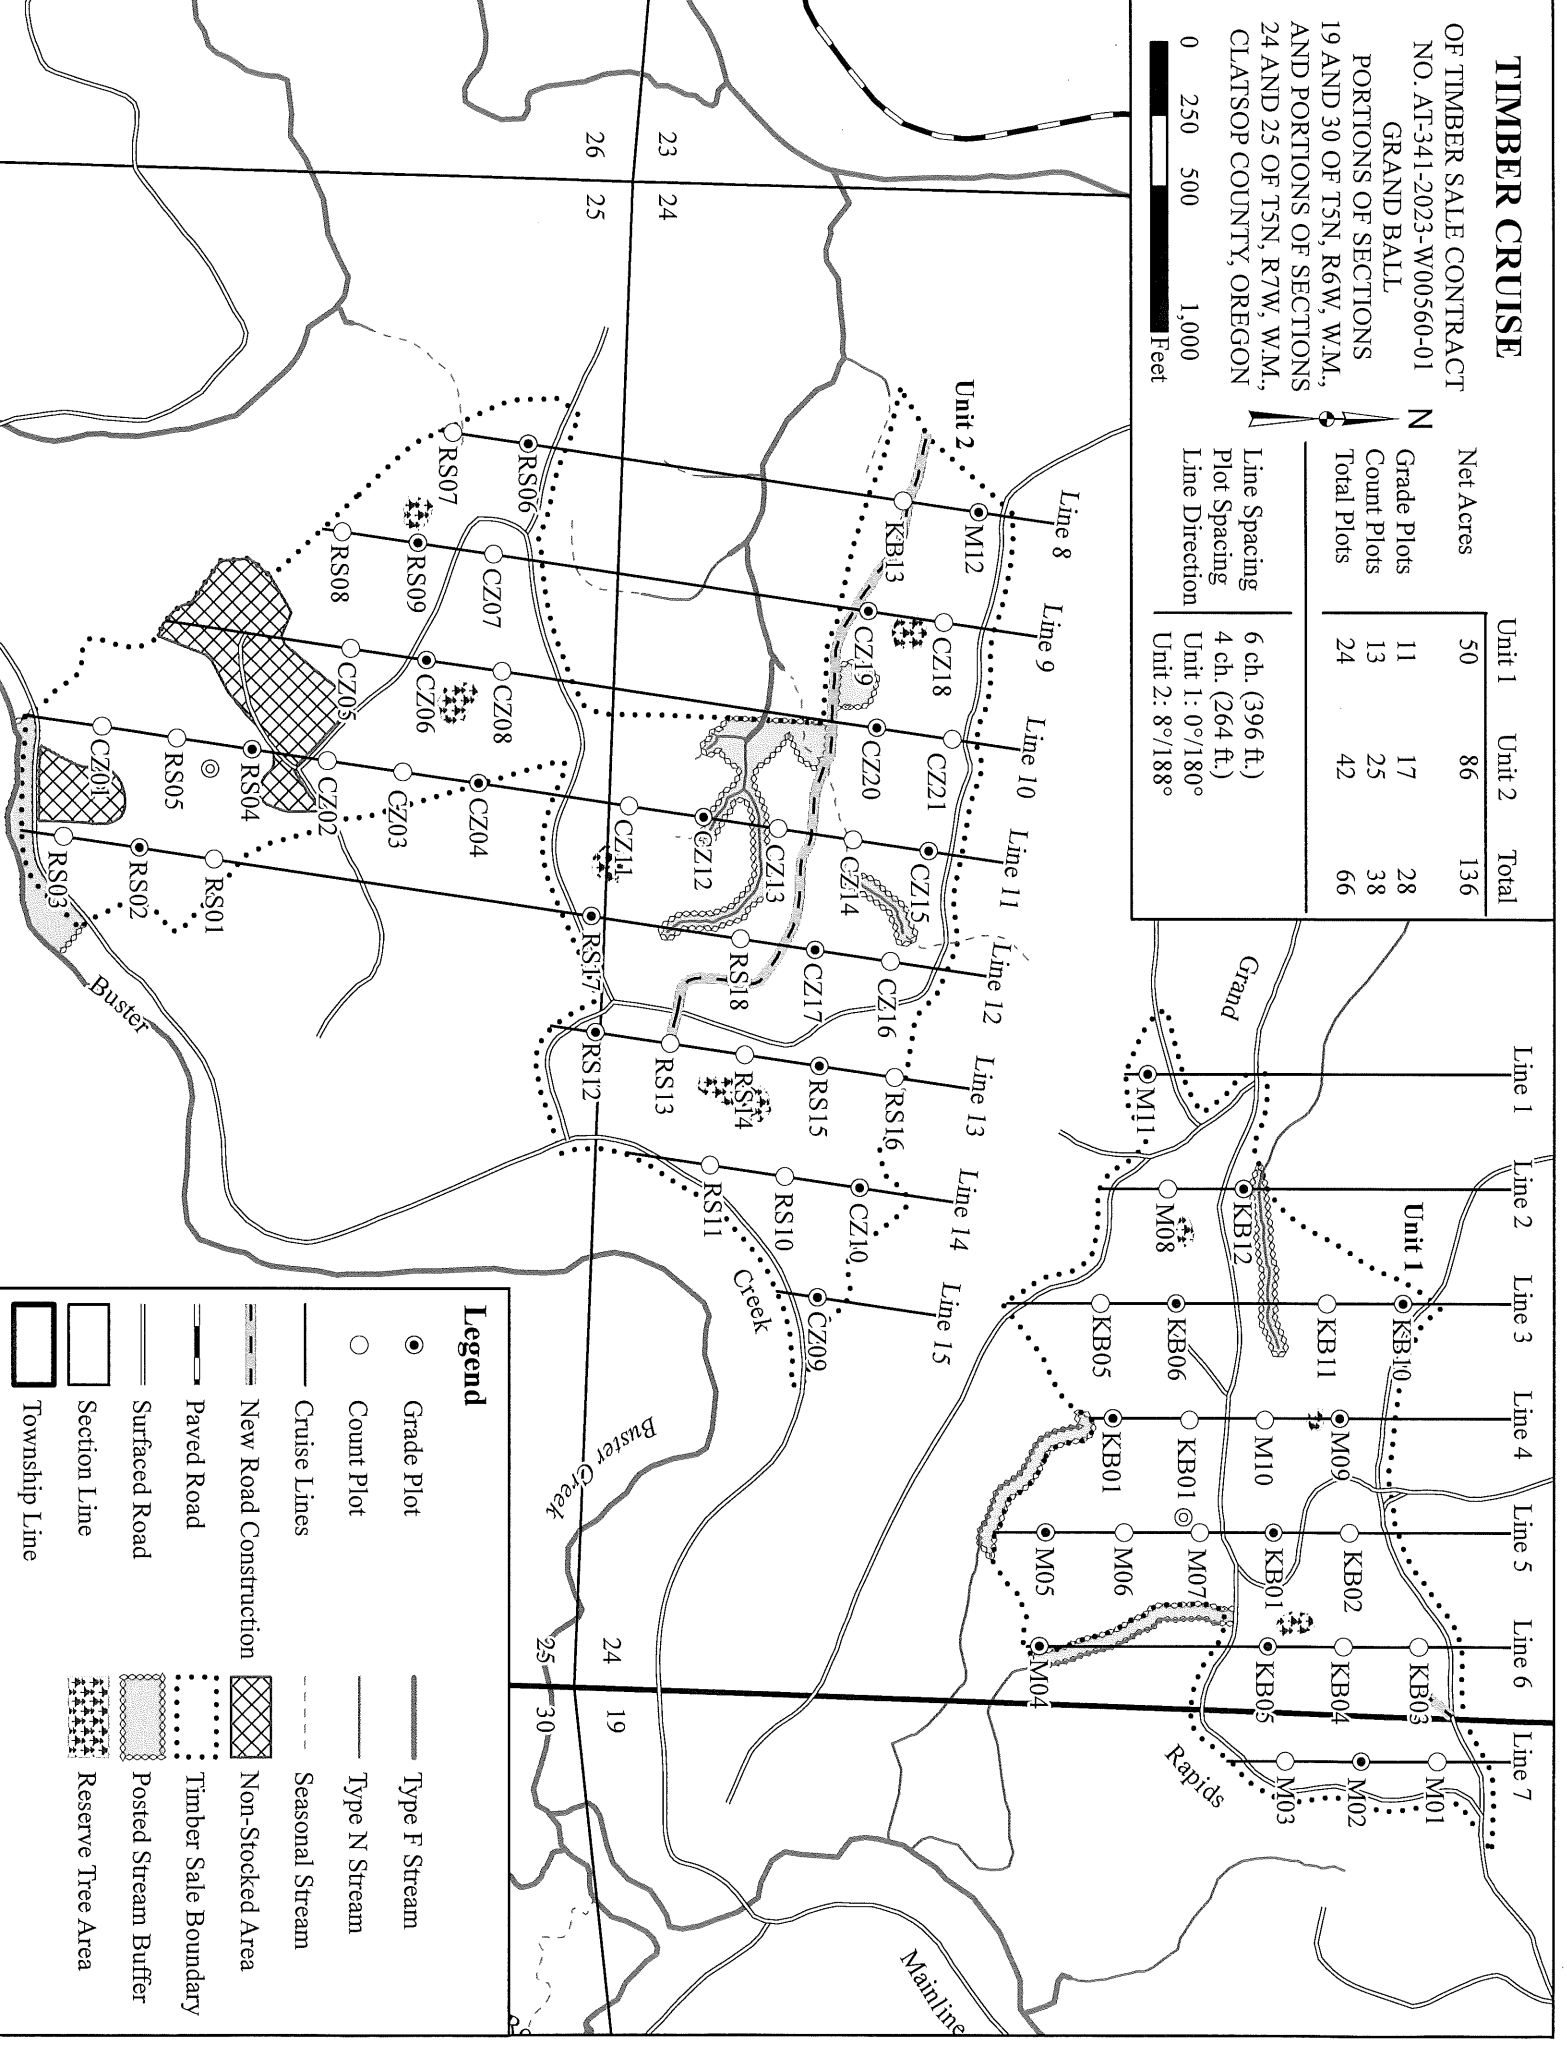 TIMBER CRUISE
OF TIMBER SALE CONTRACT
NO. AT-341-2023-W00560-01
GRAND BALL
PORTIONS OF SECTIONS
19 AND 30 OF T5N, R6W, W.M.,
AND PORTIONS OF SECTIONS
24 AND 25 OF T5N, R7W, W.M.,
CLATSOP COUNTY, OREGON
0 250 500 1,000
Feet
N
Unit 1 Unit 2 Total
Net Acres 50 86 136
Grade Plots 11 17 28
Count Plots 13 25 38
Total Plots 24 42 66
Line Spacing 6 ch. (396 ft.)
Plot Spacing 4 ch. (264 ft.)
Line Direction Unit 1: 0°/180°
Unit 2: 8°/188°
Line 1
Line 2
Line 3
Line 4
Line 5
Line 6
Line 7
Unit 1
Grand
M11
KB12
M08
KB10
KB11
KB06
KB05
M09
M10
KB01
KB01
KB02
KB01
M07
M06
M05
KB03
KB04
KB05
M04
M01
M02
M03
Rapids
Mainline
23
24
26
25
Unit 2
Line 8
Line 9
Line 10
Line 11
Line 12
Line 13
Line 14
Line 15
M12
KB13
RS06
RS07
CZ18
CZ19
CZ07
RS09
RS08
CZ21
CZ20
CZ08
CZ06
CZ05
CZ15
CZ14
CZ13
CZ12
CZ11
CZ04
CZ03
CZ02
RS04
RS05
CZ01
CZ16
CZ17
RS18
RS17
RS01
RS02
RS03
RS16
RS15
RS14
RS13
RS12
CZ10
RS10
RS11
CZ09
Buster
Creek
Buster Creek
24
19
25
30
Legend
Grade Plot
Count Plot
Cruise Lines
New Road Construction
Paved Road
Surfaced Road
Section Line
Township Line
Type F Stream
Type N Stream
Seasonal Stream
Non-Stocked Area
Timber Sale Boundary
Posted Stream Buffer
Reserve Tree Area